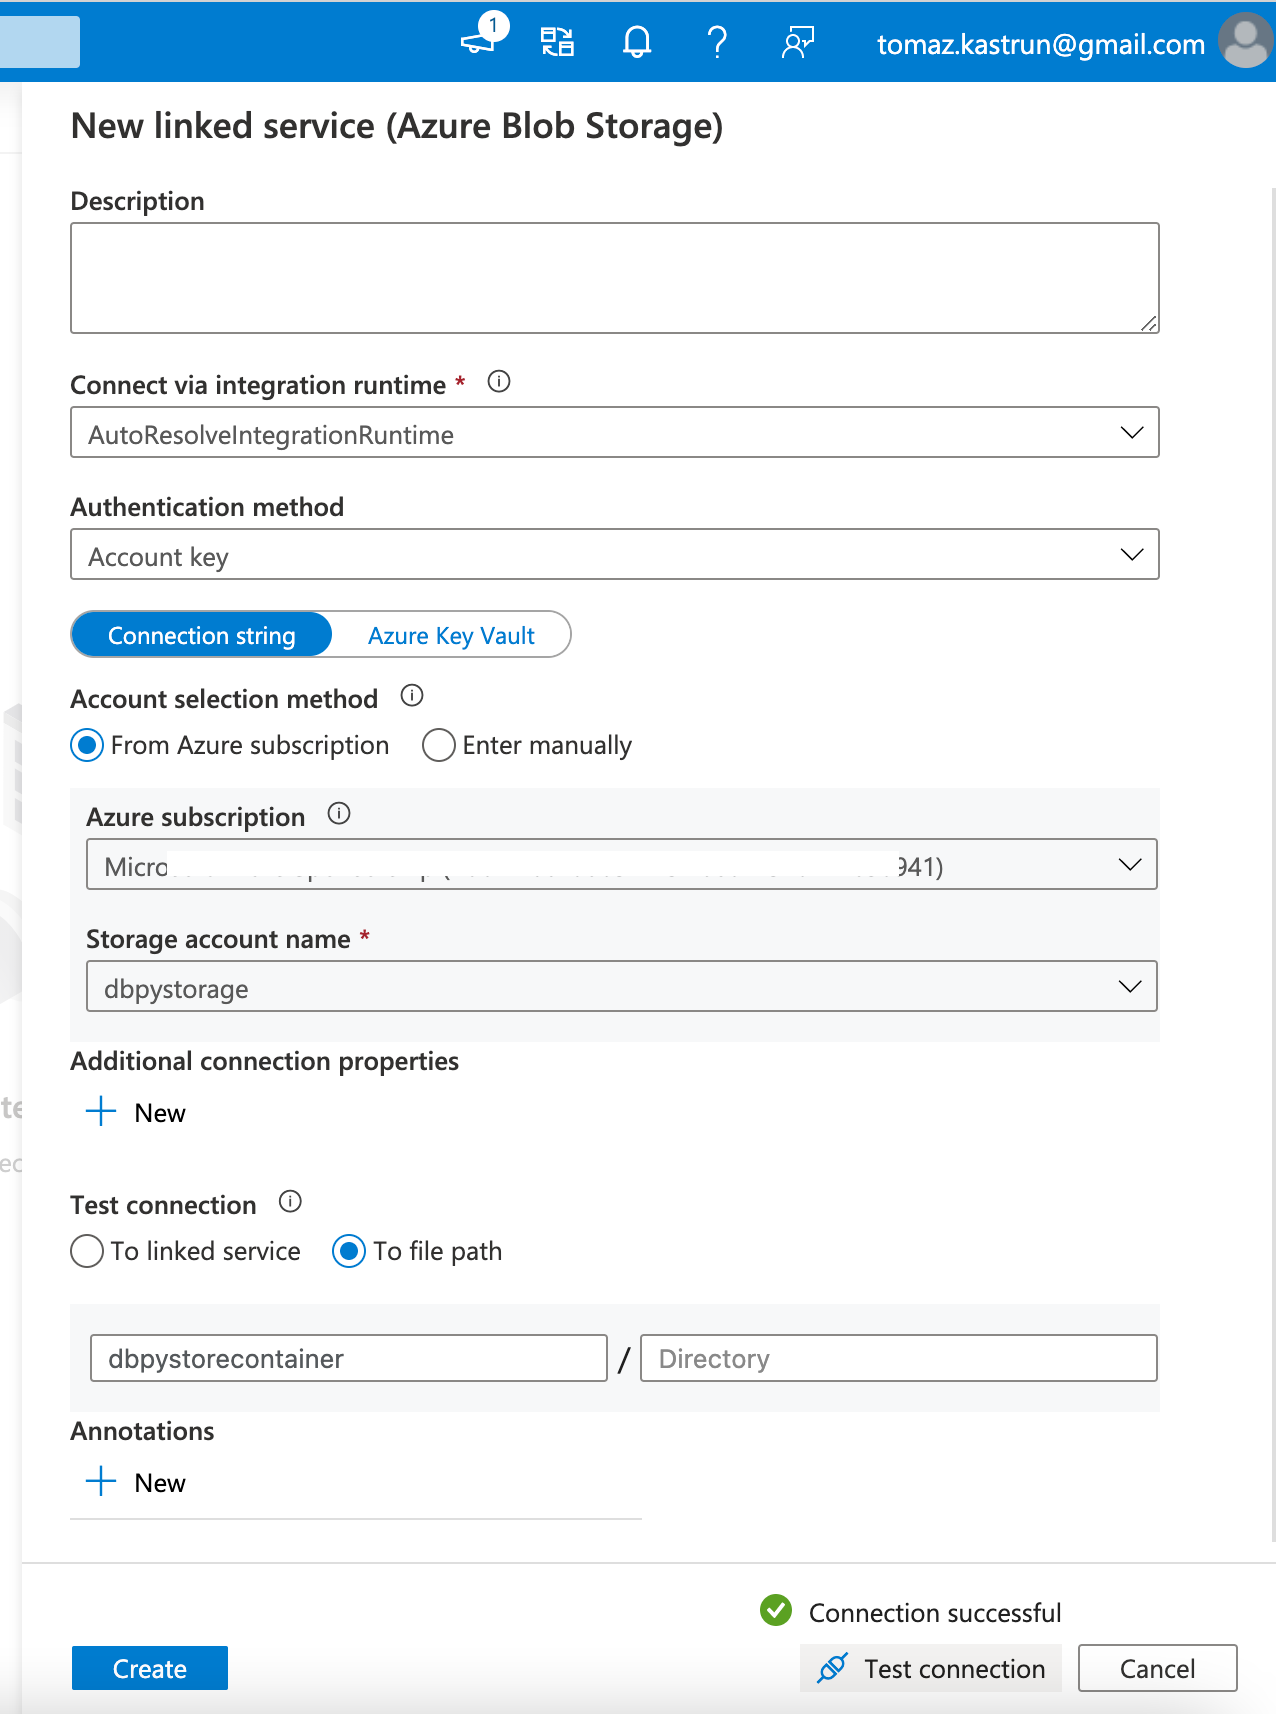 1
tomaz.kastrun@gmail.com
New linked service (Azure Blob Storage)
Description
Connect via integration runtime *
AutoResolveIntegrationRuntime
Authentication method
Account key
Connection string Azure Key Vault
Account selection method
From Azure subscription Enter manually
Azure subscription
Micro 941)
Storage account name *
dbpystorage
Additional connection properties
New
Test connection
To linked service To file path
dbpystorecontainer / Directory
Annotations
New
Connection successful
Create Test connection Cancel